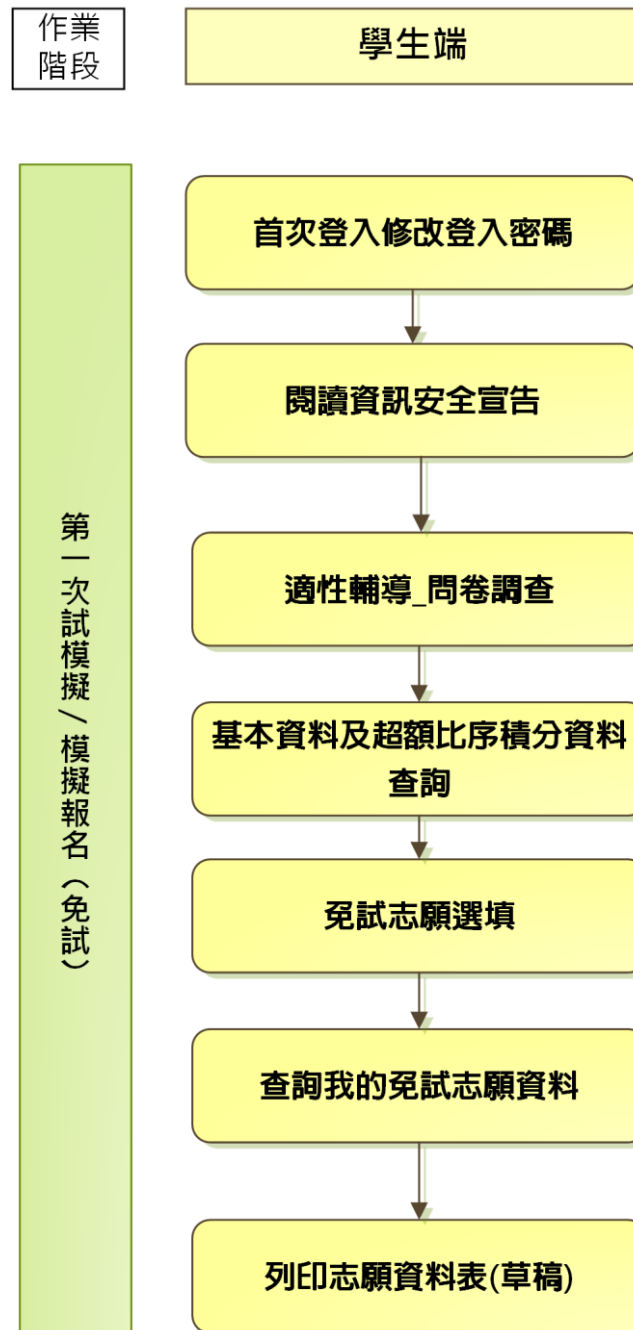 作業
階段
學生端
第一次試模擬／模擬報名（免試）
首次登入修改登入密碼
閱讀資訊安全宣告
適性輔導_問卷調查
基本資料及超額比序積分資料
查詢
免試志願選填
查詢我的免試志願資料
列印志願資料表(草稿)